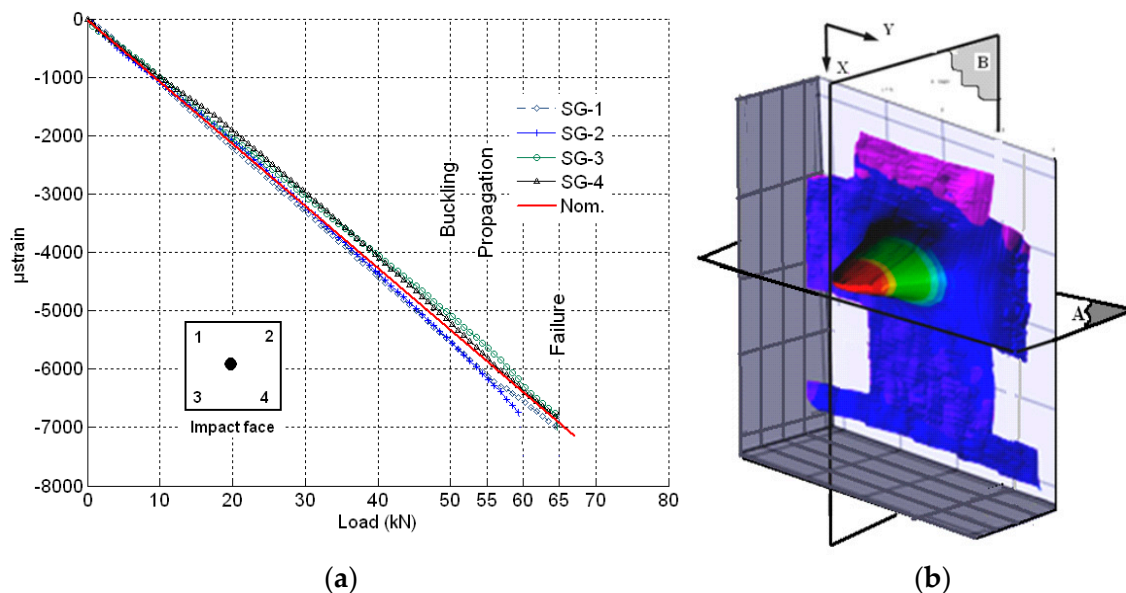 0
-1000
-2000
-3000
-4000
-5000
-6000
-7000
-8000
0 10 20 30 40 50 55 60 65 70 80
µstrain
Load (kN)
SG-1
SG-2
SG-3
SG-4
Nom.
Buckling
Propagation
Failure
1 2
3 4
Impact face
(a)
Y
X
B
A
(b)